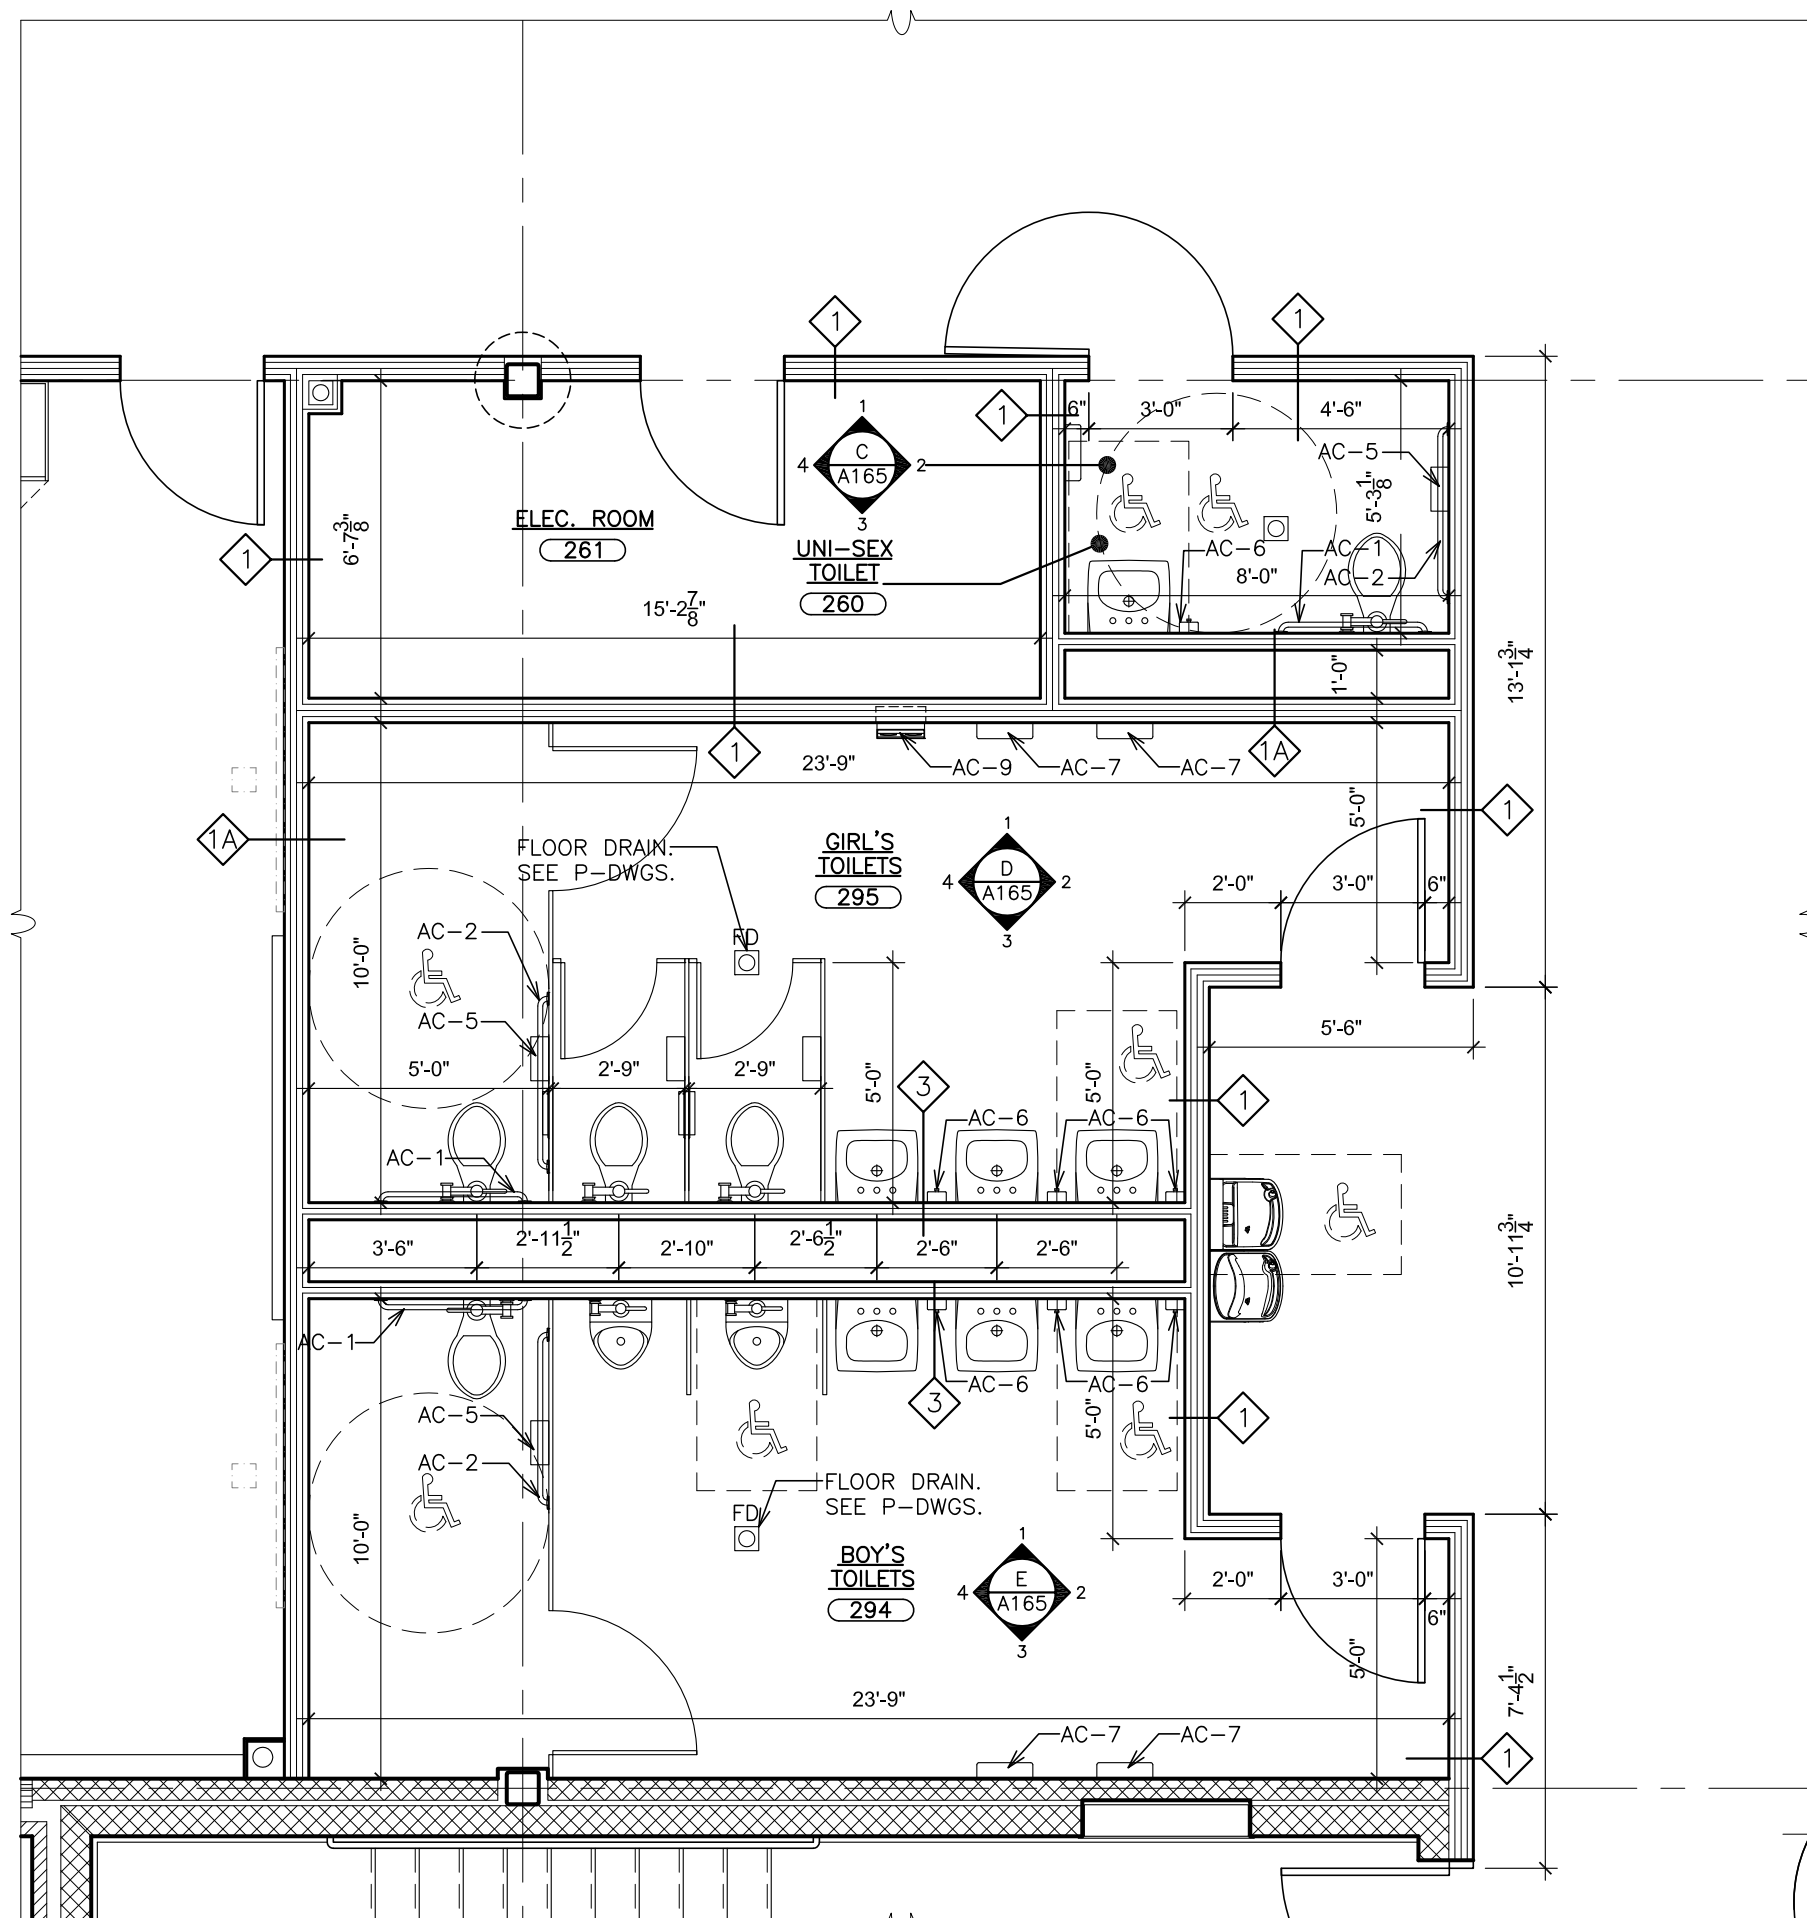 1
1
1
6"
3'-0"
4'-6"
1
C
A165
4
2
3
AC-5
5'-3 1/8"
ELEC. ROOM
261
6'-7 3/8"
1
UNI-SEX
TOILET
260
AC-6
AC-1
8'-0"
AC-2
15'-2 7/8"
1'-0"
13'-1 3/4"
1
1A
23'-9"
AC-9
AC-7
AC-7
5'-0"
1
1A
FLOOR DRAIN.
SEE P-DWGS.
GIRL'S
TOILETS
295
1
D
A165
4
2
3
2'-0"
3'-0"
6"
AC-2
FD
10'-0"
AC-5
5'-6"
5'-0"
2'-9"
2'-9"
5'-0"
3
5'-0"
1
AC-6
AC-6
AC-1
3'-6"
2'-11 1/2"
2'-10"
2'-6 1/2"
2'-6"
2'-6"
10'-11 3/4"
AC-1
AC-6
AC-6
3
5'-0"
1
AC-5
AC-2
FLOOR DRAIN.
SEE P-DWGS.
FD
10'-0"
BOY'S
TOILETS
294
1
E
A165
4
2
3
2'-0"
3'-0"
6"
5'-0"
7'-4 1/2"
23'-9"
AC-7
AC-7
1